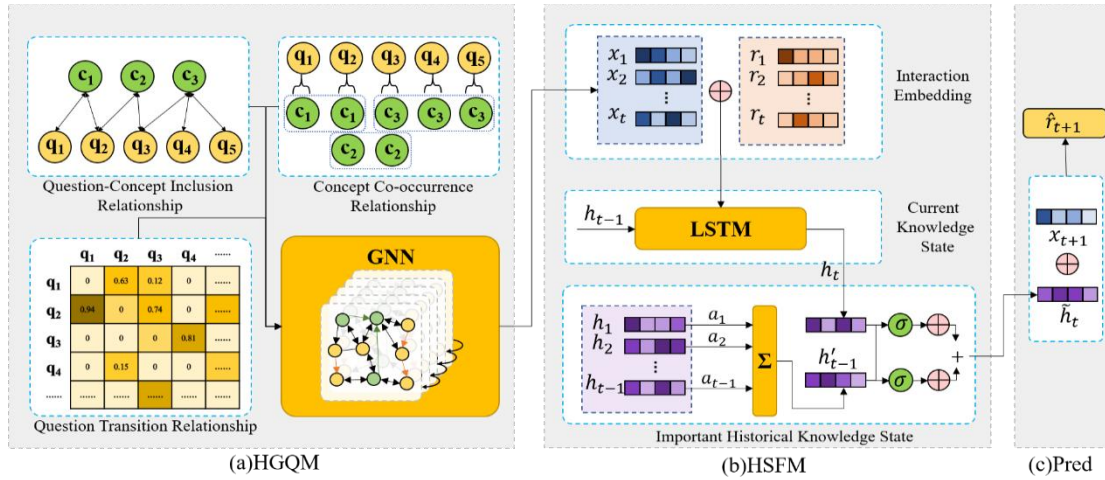 c₁ c₂ c₃
q₁ q₂ q₃ q₄ q₅
Question-Concept Inclusion
Relationship
q₁ q₂ q₃ q₄ q₅
c₁ c₁ c₃ c₃ c₃
c₂ c₂
Concept Co-occurrence
Relationship
q₁ q₂ q₃ q₄ ......
q₁ 0 0.63 0.12 0 ......
q₂ 0.94 0 0.74 0 ......
q₃ 0 0 0 0.81 ......
q₄ 0 0.15 0 0 ......
...... ...... ...... ...... ...... ......
Question Transition Relationship
GNN
(a)HGQM
x₁
x₂
⋮
xₜ
r₁
r₂
⋮
rₜ
Interaction
Embedding
hₜ₋₁
LSTM
Current
Knowledge
State
hₜ
h₁ a₁
h₂ a₂
⋮
hₜ₋₁ aₜ₋₁
Σ
h′ₜ₋₁
σ
σ
+
Important Historical Knowledge State
(b)HSFM
r̂ₜ₊₁
xₜ₊₁
h̃ₜ
(c)Pred